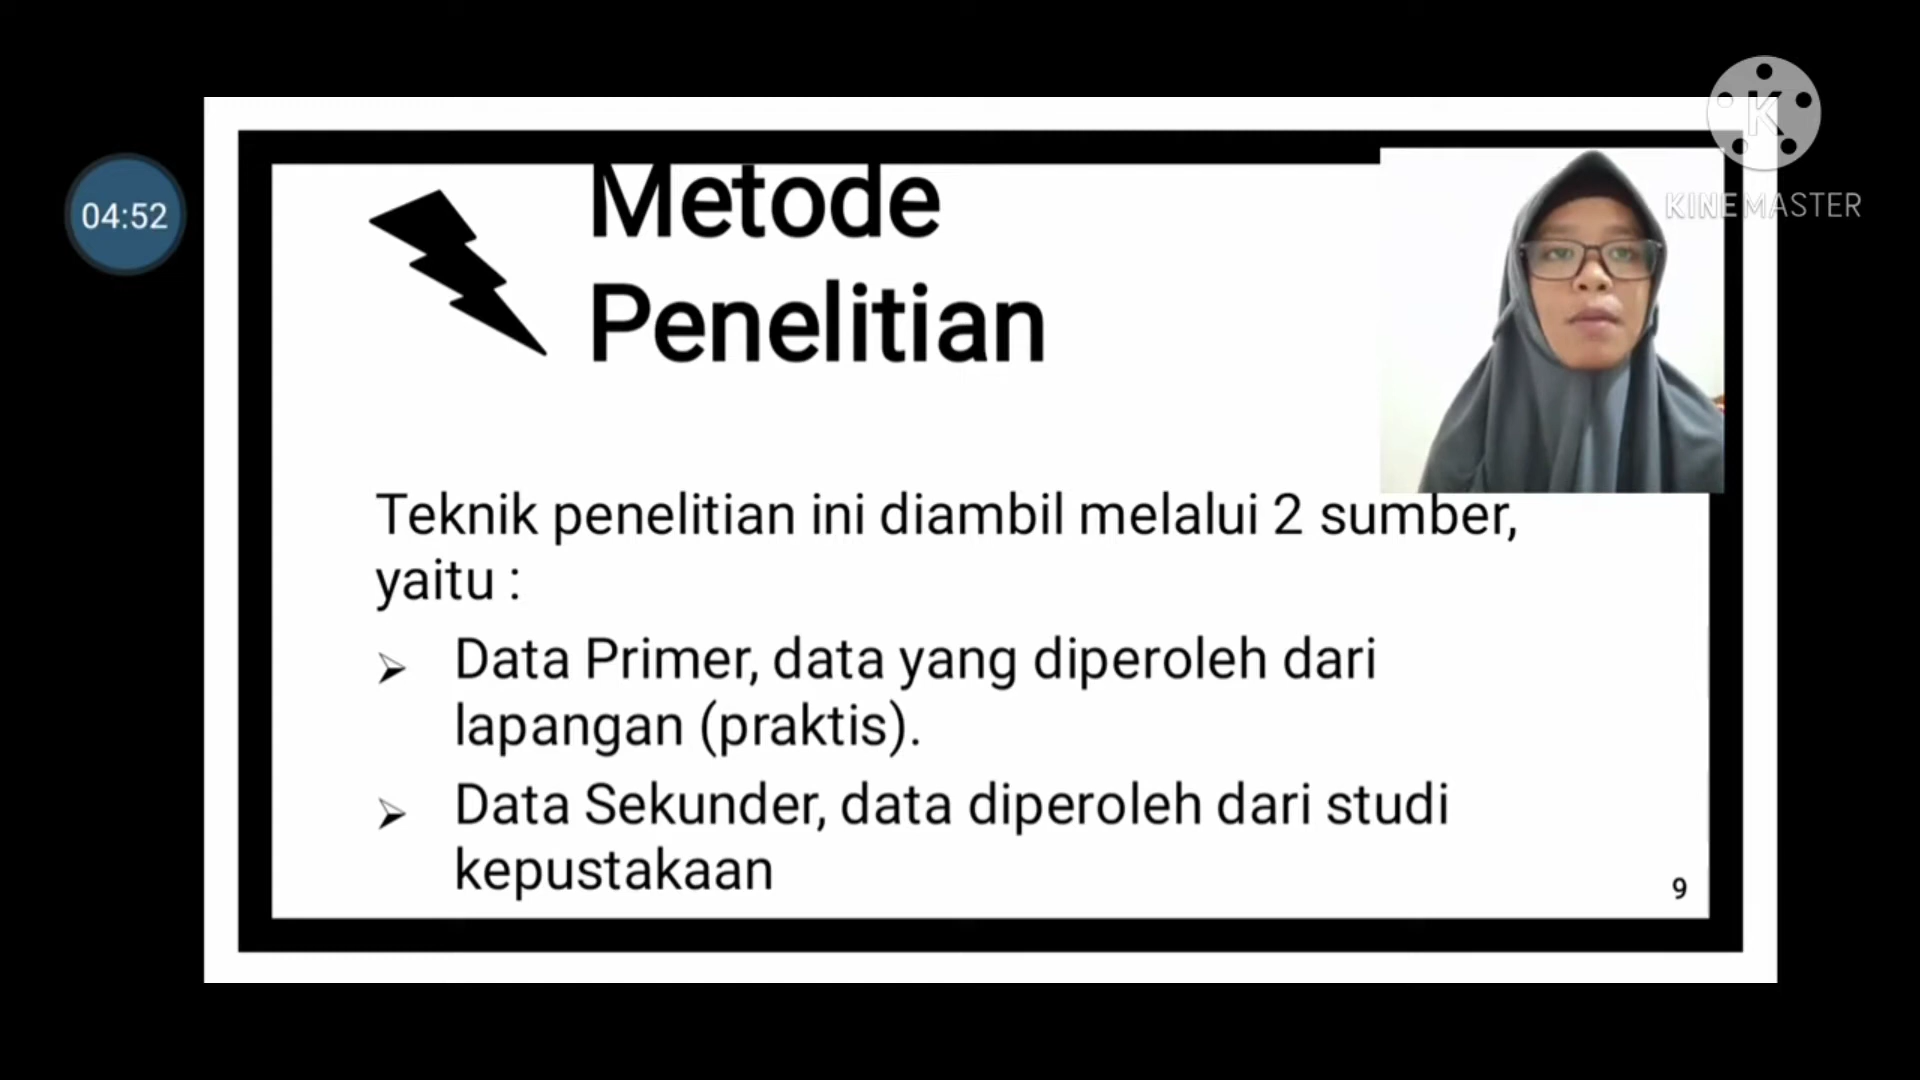 04:52
K
KINEMASTER
Metode
Penelitian
Teknik penelitian ini diambil melalui 2 sumber,
yaitu :
Data Primer, data yang diperoleh dari
lapangan (praktis).
Data Sekunder, data diperoleh dari studi
kepustakaan
9